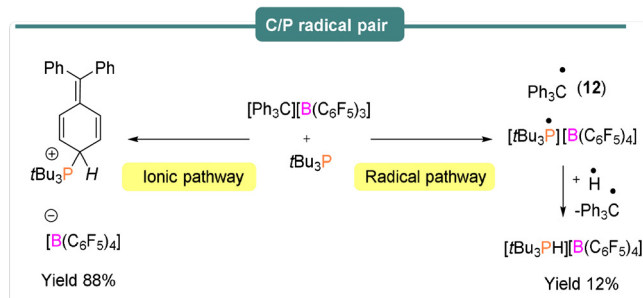 C/P radical pair
Ph Ph
⊕
tBu3P H
⊖
[B(C6F5)4]
Yield 88%
Ionic pathway
[Ph3C][B(C6F5)3]
+
tBu3P
Radical pathway
Ph3C• (12)
[tBu3P•][B(C6F5)4]
+ H•
-Ph3C•
[tBu3PH][B(C6F5)4]
Yield 12%